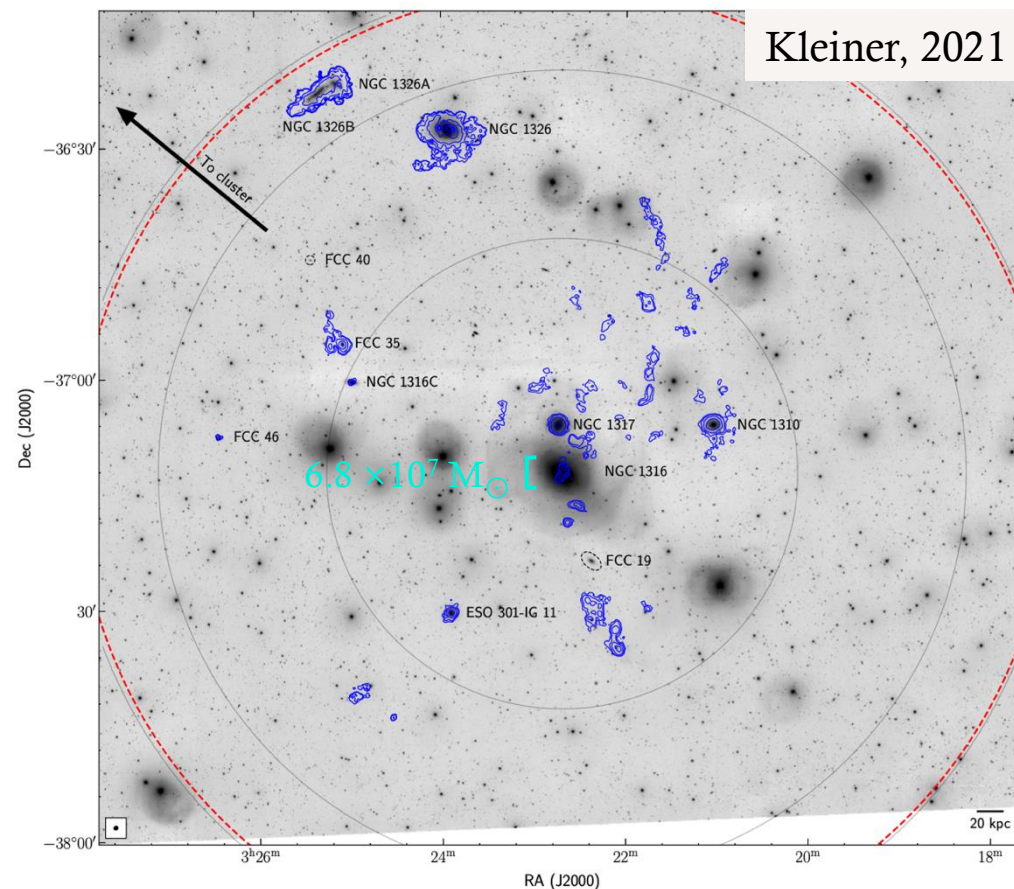 Kleiner, 2021
NGC 1326A
NGC 1326B
NGC 1326
−36°30′
To cluster
FCC 40
FCC 35
−37°00′
NGC 1316C
NGC 1317
NGC 1310
FCC 46
NGC 1316
6.8 ×10⁷ M☉
FCC 19
30′
ESO 301-IG 11
20 kpc
−38°00′
3ʰ26ᵐ 24ᵐ 22ᵐ 20ᵐ 18ᵐ
RA (J2000)
Dec (J2000)